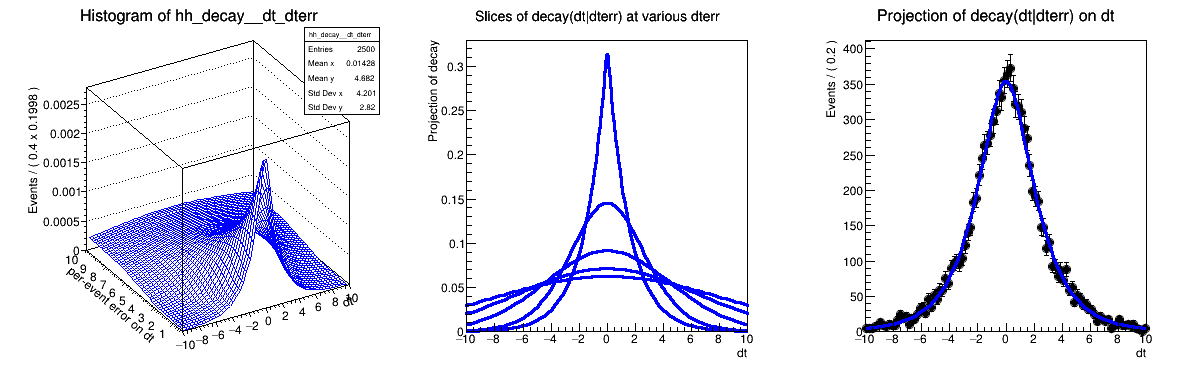 Histogram of hh_decay__dt_dterr
hh_decay__dt_dterr
Entries 2500
Mean x 0.01428
Mean y 4.682
Std Dev x 4.201
Std Dev y 2.82
Events / ( 0.4 x 0.1998 )
0.0025
0.002
0.0015
0.001
0.0005
0
10 9 8 7 6 5 4 3 2 1
per-event error on dt
−10 −8 −6 −4 −2 0 2 4 6 8 10
dt
Slices of decay(dt|dterr) at various dterr
Projection of decay
0.3
0.25
0.2
0.15
0.1
0.05
0
−10 −8 −6 −4 −2 0 2 4 6 8 10
dt
Projection of decay(dt|dterr) on dt
Events / ( 0.2 )
400
350
300
250
200
150
100
50
0
−10 −8 −6 −4 −2 0 2 4 6 8 10
dt